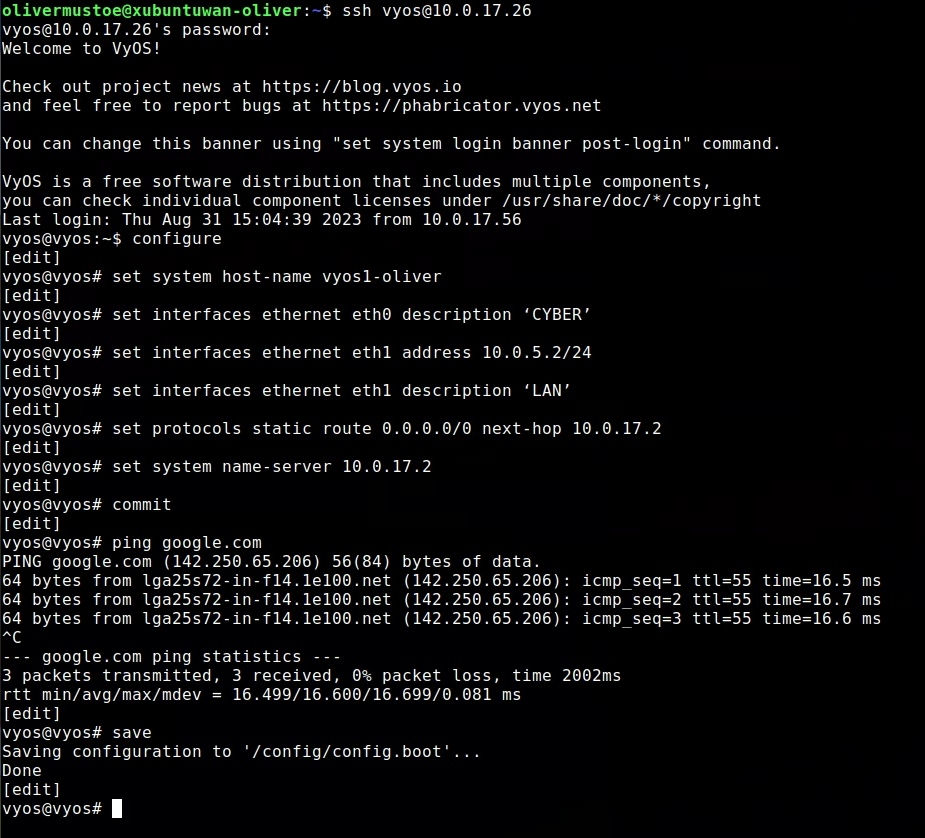 olivermustoe@xubuntuwan-oliver:~$ ssh vyos@10.0.17.26
vyos@10.0.17.26's password:
Welcome to VyOS!
Check out project news at https://blog.vyos.io
and feel free to report bugs at https://phabricator.vyos.net
You can change this banner using "set system login banner post-login" command.
VyOS is a free software distribution that includes multiple components,
you can check individual component licenses under /usr/share/doc/*/copyright
Last login: Thu Aug 31 15:04:39 2023 from 10.0.17.56
vyos@vyos:~$ configure
[edit]
vyos@vyos# set system host-name vyos1-oliver
[edit]
vyos@vyos# set interfaces ethernet eth0 description ‘CYBER’
[edit]
vyos@vyos# set interfaces ethernet eth1 address 10.0.5.2/24
[edit]
vyos@vyos# set interfaces ethernet eth1 description ‘LAN’
[edit]
vyos@vyos# set protocols static route 0.0.0.0/0 next-hop 10.0.17.2
[edit]
vyos@vyos# set system name-server 10.0.17.2
[edit]
vyos@vyos# commit
[edit]
vyos@vyos# ping google.com
PING google.com (142.250.65.206) 56(84) bytes of data.
64 bytes from lga25s72-in-f14.1e100.net (142.250.65.206): icmp_seq=1 ttl=55 time=16.5 ms
64 bytes from lga25s72-in-f14.1e100.net (142.250.65.206): icmp_seq=2 ttl=55 time=16.7 ms
64 bytes from lga25s72-in-f14.1e100.net (142.250.65.206): icmp_seq=3 ttl=55 time=16.6 ms
^C
--- google.com ping statistics ---
3 packets transmitted, 3 received, 0% packet loss, time 2002ms
rtt min/avg/max/mdev = 16.499/16.600/16.699/0.081 ms
[edit]
vyos@vyos# save
Saving configuration to '/config/config.boot'...
Done
[edit]
vyos@vyos#